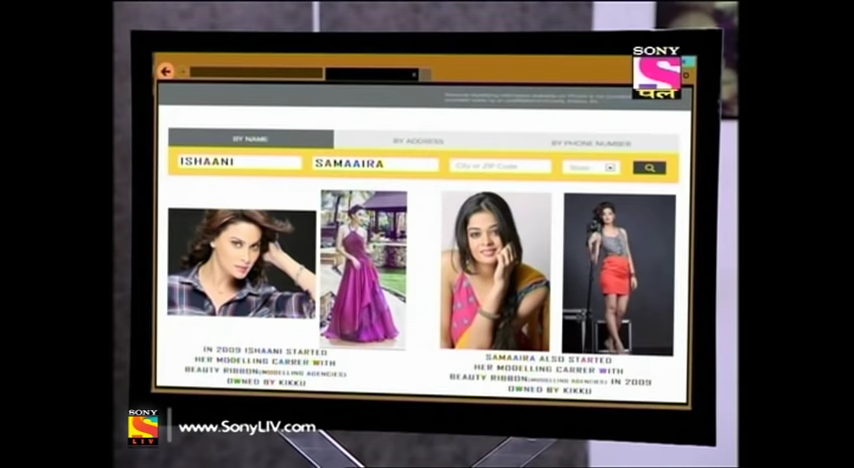 SONY
पल
BY NAME
BY ADDRESS
BY PHONE NUMBER
ISHAANI
SAMAAIRA
City or ZIP Code
IN 2009 ISHAANI STARTED
HER MODELLING CARRER WITH
BEAUTY RIBBON(MODELLING AGENCIES)
OWNED BY KIKKU
SAMAAIRA ALSO STARTED
HER MODELLING CARRER WITH
BEAUTY RIBBON(MODELLING AGENCIES) IN 2009
OWNED BY KIKKU
SONY
LIV
www.SonyLIV.com